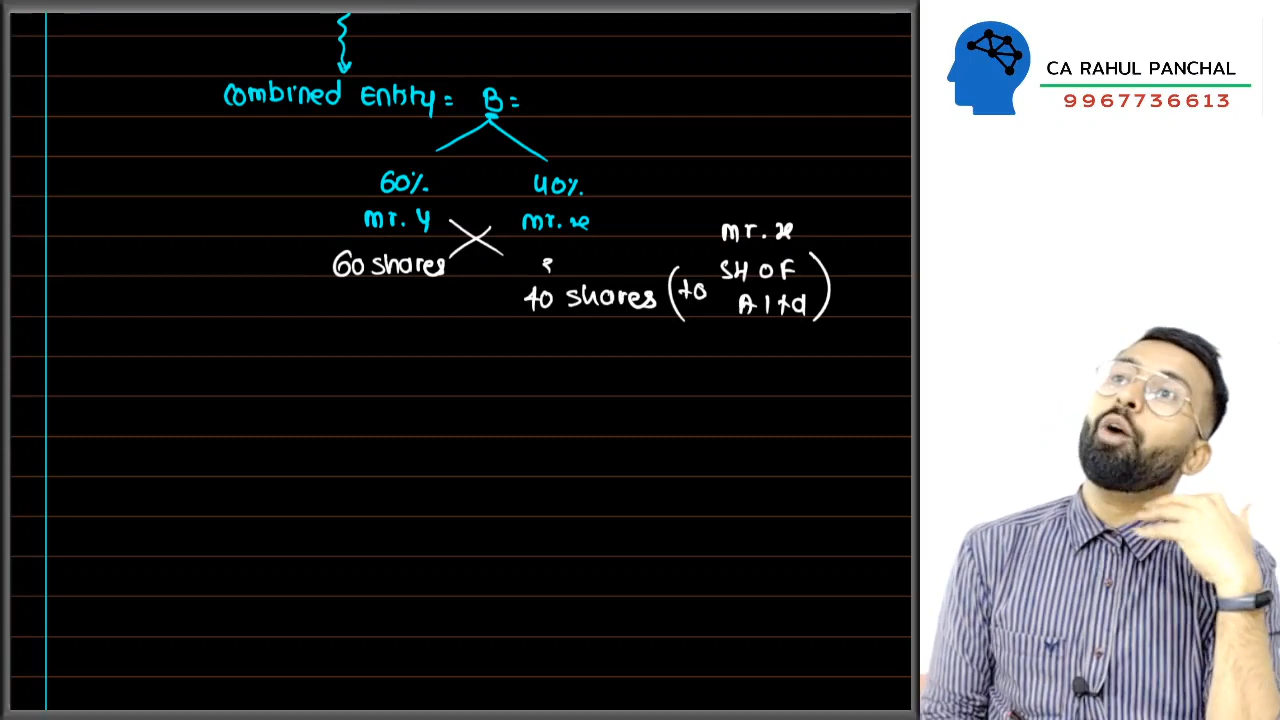 Combined Entity = B =
60% 40%
mr. y mr. x
60 shares ?
40 shares (to mr. x
SH OF
A ltd)
CA RAHUL PANCHAL
9967736613